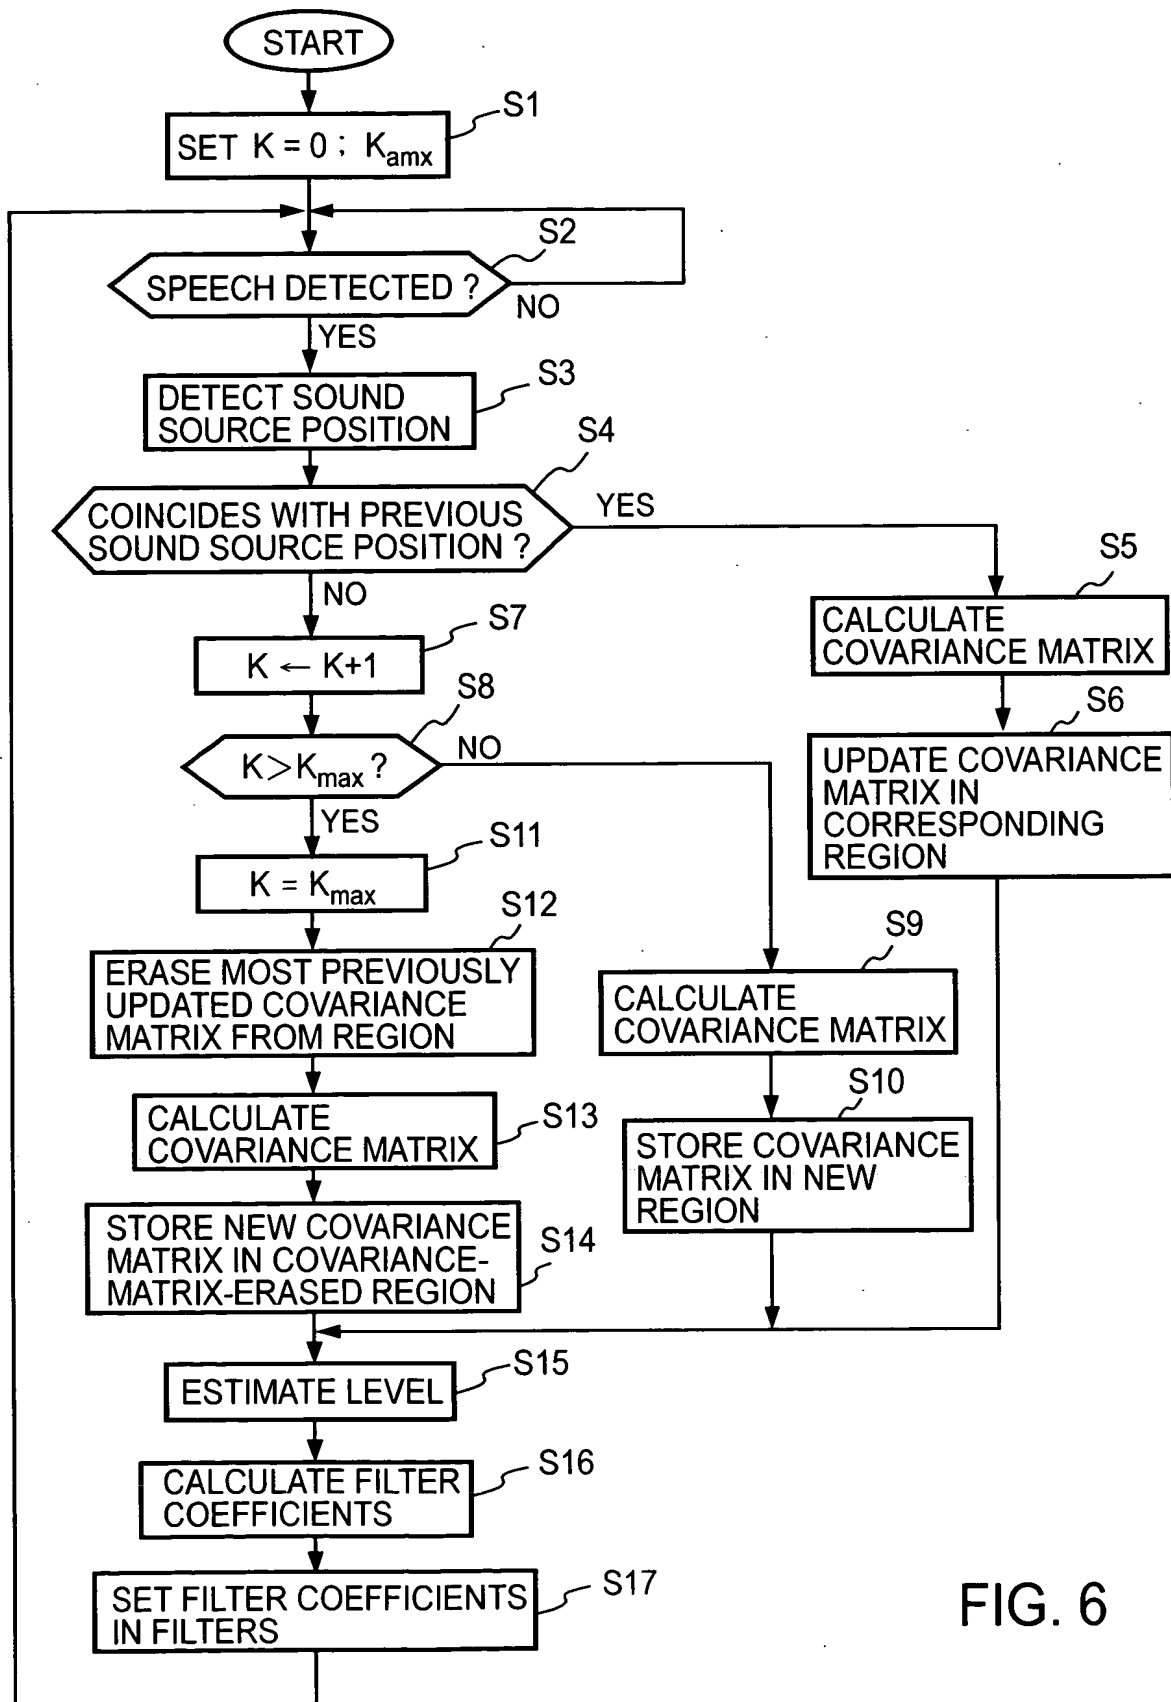 START
S1
SET K = 0 ; Kamx
S2
SPEECH DETECTED ?
NO
YES
S3
DETECT SOUND
SOURCE POSITION
S4
COINCIDES WITH PREVIOUS
SOUND SOURCE POSITION ?
YES
NO
S5
CALCULATE
COVARIANCE MATRIX
S6
UPDATE COVARIANCE
MATRIX IN
CORRESPONDING
REGION
S7
K ← K+1
S8
K > Kmax ?
NO
YES
S9
CALCULATE
COVARIANCE MATRIX
S10
STORE COVARIANCE
MATRIX IN NEW
REGION
S11
K = Kmax
S12
ERASE MOST PREVIOUSLY
UPDATED COVARIANCE
MATRIX FROM REGION
S13
CALCULATE
COVARIANCE MATRIX
S14
STORE NEW COVARIANCE
MATRIX IN COVARIANCE-
MATRIX-ERASED REGION
S15
ESTIMATE LEVEL
S16
CALCULATE FILTER
COEFFICIENTS
S17
SET FILTER COEFFICIENTS
IN FILTERS
FIG. 6